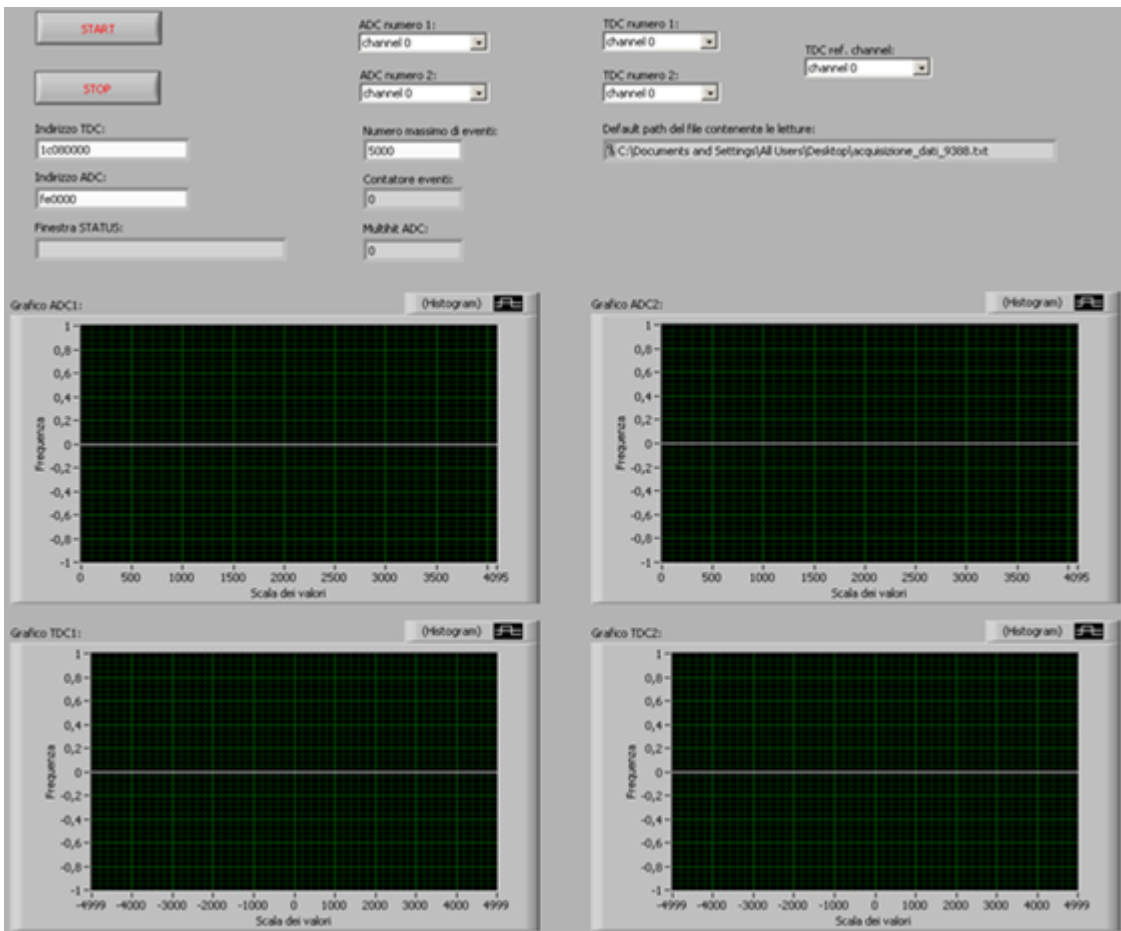 START
STOP
ADC numero 1:
channel 0
ADC numero 2:
channel 0
TDC numero 1:
channel 0
TDC numero 2:
channel 0
TDC ref. channel:
channel 0
Indirizzo TDC:
1c080000
Indirizzo ADC:
fe0000
Finestra STATUS:
Numero massimo di eventi:
5000
Contatore eventi:
0
Multihit ADC:
0
Default path del file contenente le letture:
C:\Documents and Settings\All Users\Desktop\acquisizione_dati_9388.txt
Grafico ADC1:
(Histogram)
Frequenza
1
0,8
0,6
0,4
0,2
0
-0,2
-0,4
-0,6
-0,8
-1
0 500 1000 1500 2000 2500 3000 3500 4095
Scala dei valori
Grafico ADC2:
(Histogram)
Frequenza
1
0,8
0,6
0,4
0,2
0
-0,2
-0,4
-0,6
-0,8
-1
0 500 1000 1500 2000 2500 3000 3500 4095
Scala dei valori
Grafico TDC1:
(Histogram)
Frequenza
1
0,8
0,6
0,4
0,2
0
-0,2
-0,4
-0,6
-0,8
-1
-4999 -4000 -3000 -2000 -1000 0 1000 2000 3000 4000 4999
Scala dei valori
Grafico TDC2:
(Histogram)
Frequenza
1
0,8
0,6
0,4
0,2
0
-0,2
-0,4
-0,6
-0,8
-1
-4999 -4000 -3000 -2000 -1000 0 1000 2000 3000 4000 4999
Scala dei valori